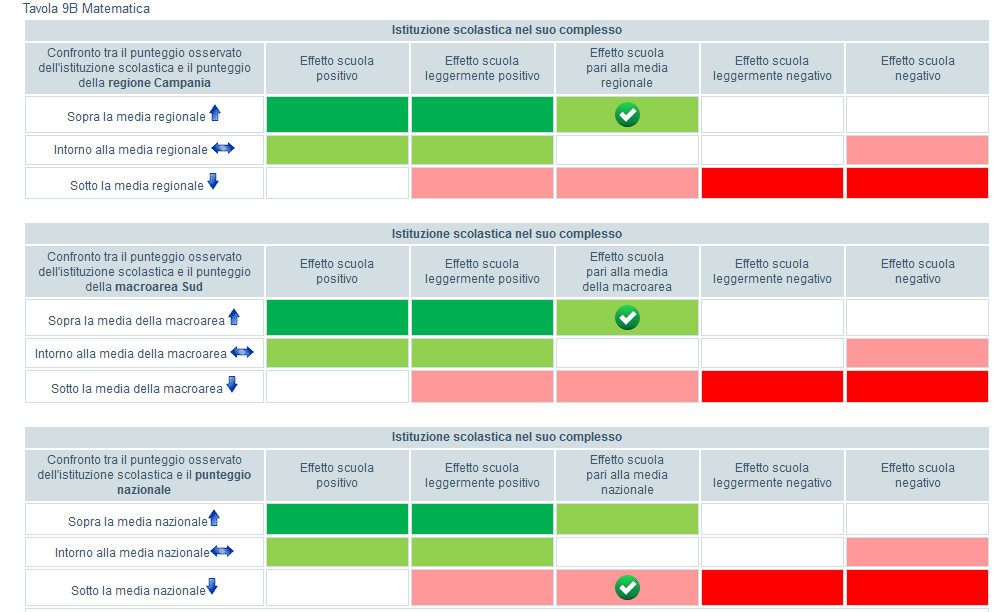 Tavola 9B Matematica
Istituzione scolastica nel suo complesso
Confronto tra il punteggio osservato
dell'istituzione scolastica e il punteggio
della regione Campania
Effetto scuola
positivo
Effetto scuola
leggermente positivo
Effetto scuola
pari alla media
regionale
Effetto scuola
leggermente negativo
Effetto scuola
negativo
Sopra la media regionale
Intorno alla media regionale
Sotto la media regionale
Istituzione scolastica nel suo complesso
Confronto tra il punteggio osservato
dell'istituzione scolastica e il punteggio
della macroarea Sud
Effetto scuola
positivo
Effetto scuola
leggermente positivo
Effetto scuola
pari alla media
della macroarea
Effetto scuola
leggermente negativo
Effetto scuola
negativo
Sopra la media della macroarea
Intorno alla media della macroarea
Sotto la media della macroarea
Istituzione scolastica nel suo complesso
Confronto tra il punteggio osservato
dell'istituzione scolastica e il punteggio
nazionale
Effetto scuola
positivo
Effetto scuola
leggermente positivo
Effetto scuola
pari alla media
nazionale
Effetto scuola
leggermente negativo
Effetto scuola
negativo
Sopra la media nazionale
Intorno alla media nazionale
Sotto la media nazionale